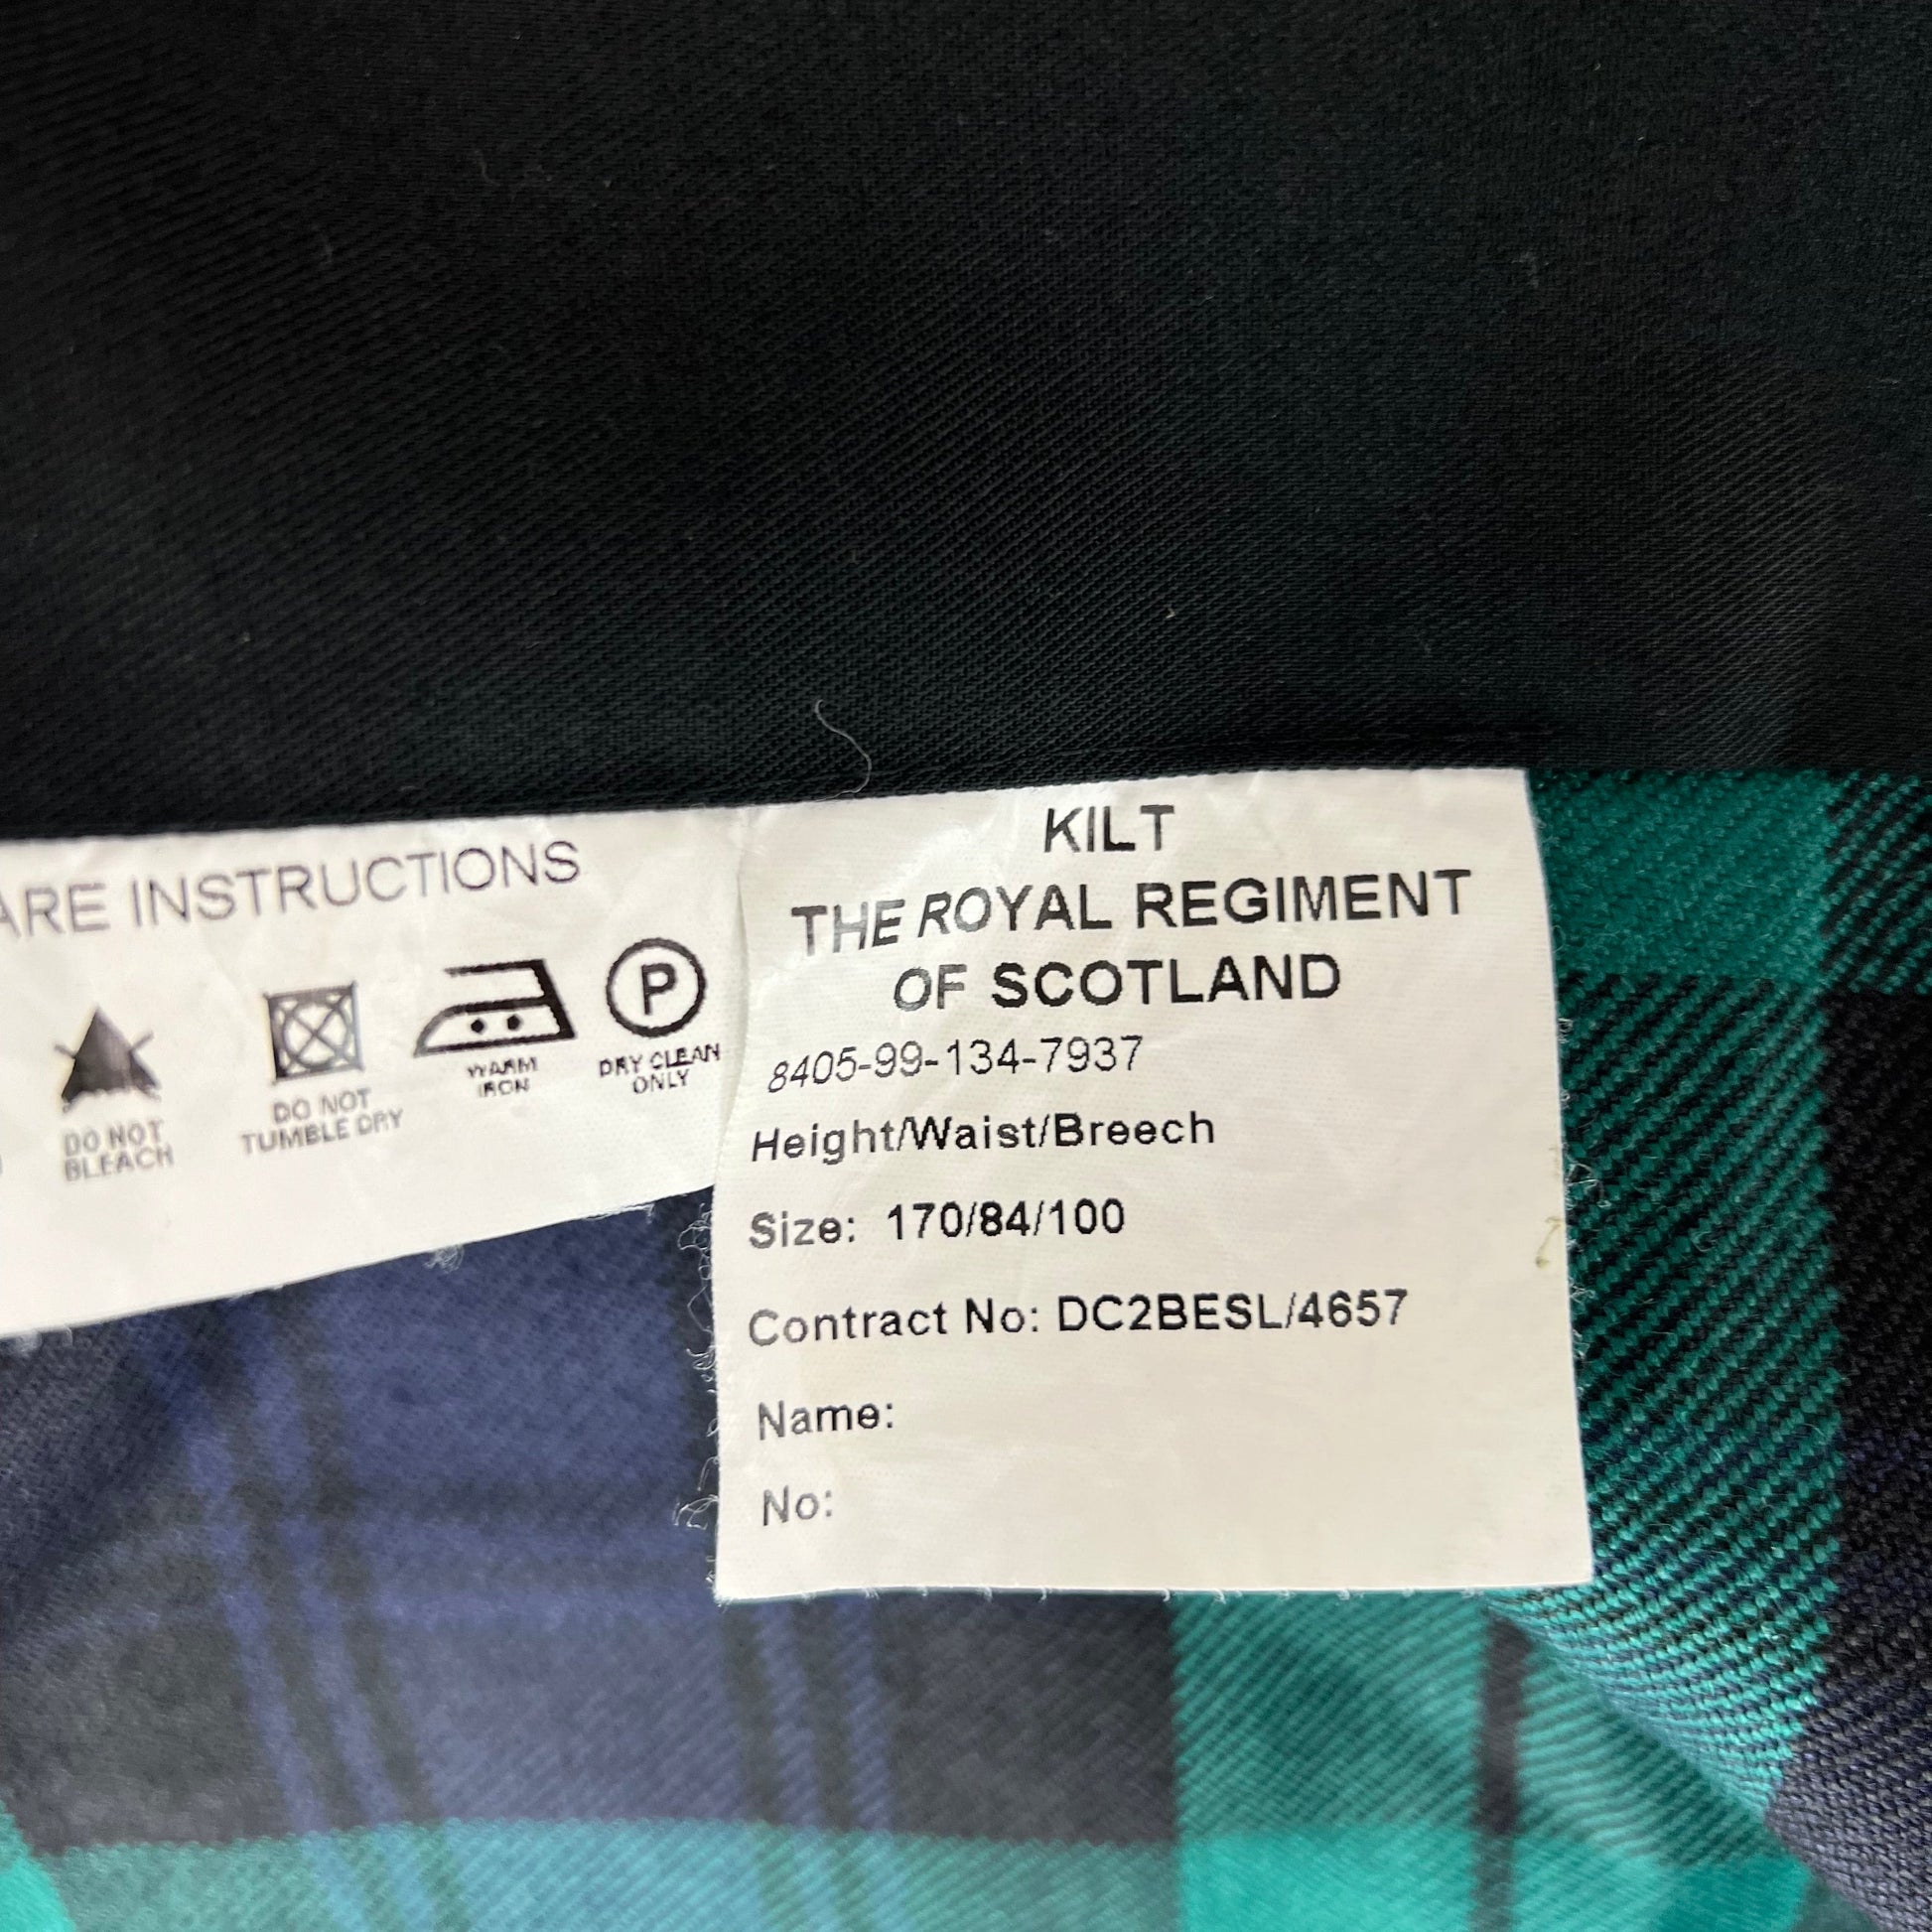 ARE INSTRUCTIONS
DO NOT
BLEACH
DO NOT
TUMBLE DRY
WARM
IRON
P
DRY CLEAN
ONLY
KILT
THE ROYAL REGIMENT
OF SCOTLAND
8405-99-134-7937
Height/Waist/Breech
Size: 170/84/100
Contract No: DC2BESL/4657
Name:
No: